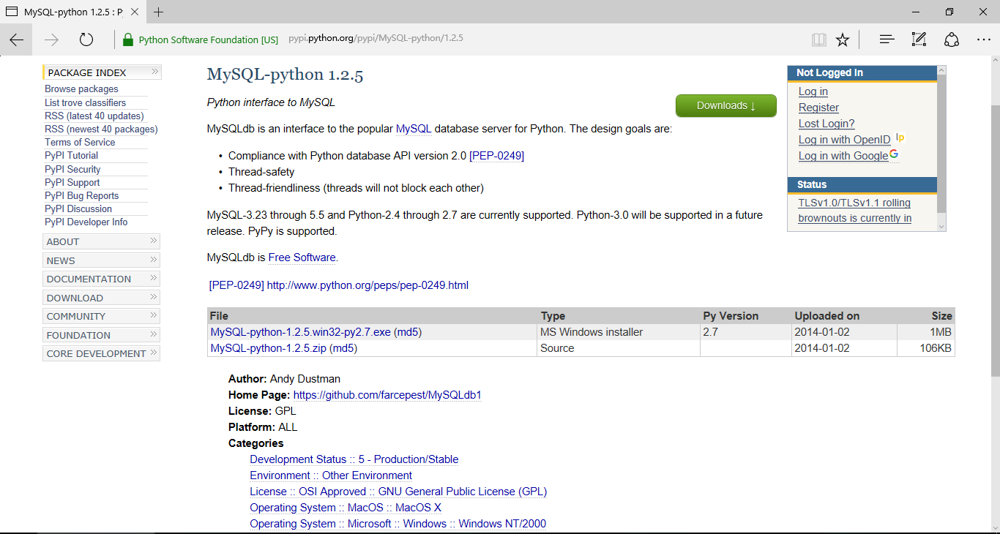 MySQL-python 1.2.5 : P
Python Software Foundation [US] pypi.python.org/pypi/MySQL-python/1.2.5
PACKAGE INDEX »
Browse packages
List trove classifiers
RSS (latest 40 updates)
RSS (newest 40 packages)
Terms of Service
PyPI Tutorial
PyPI Security
PyPI Support
PyPI Bug Reports
PyPI Discussion
PyPI Developer Info
ABOUT »
NEWS »
DOCUMENTATION »
DOWNLOAD »
COMMUNITY »
FOUNDATION »
CORE DEVELOPMENT »
MySQL-python 1.2.5
Python interface to MySQL
Downloads ↓
MySQLdb is an interface to the popular MySQL database server for Python. The design goals are:
• Compliance with Python database API version 2.0 [PEP-0249]
• Thread-safety
• Thread-friendliness (threads will not block each other)
MySQL-3.23 through 5.5 and Python-2.4 through 2.7 are currently supported. Python-3.0 will be supported in a future
release. PyPy is supported.
MySQLdb is Free Software.
[PEP-0249] http://www.python.org/peps/pep-0249.html
File Type Py Version Uploaded on Size
MySQL-python-1.2.5.win32-py2.7.exe (md5) MS Windows installer 2.7 2014-01-02 1MB
MySQL-python-1.2.5.zip (md5) Source 2014-01-02 106KB
Author: Andy Dustman
Home Page: https://github.com/farcepest/MySQLdb1
License: GPL
Platform: ALL
Categories
Development Status :: 5 - Production/Stable
Environment :: Other Environment
License :: OSI Approved :: GNU General Public License (GPL)
Operating System :: MacOS :: MacOS X
Operating System :: Microsoft :: Windows :: Windows NT/2000
Not Logged In
Log in
Register
Lost Login?
Log in with OpenID lp
Log in with Google G
Status
TLSv1.0/TLSv1.1 rolling
brownouts is currently in